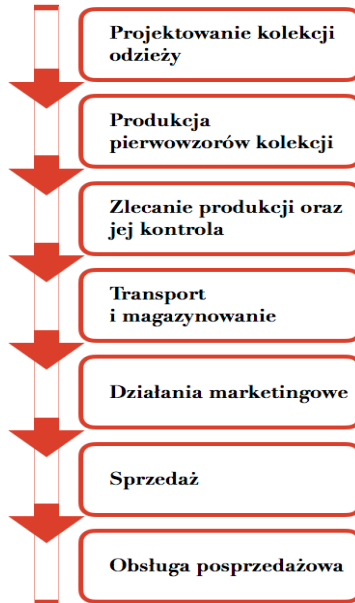 Projektowanie kolekcji
odzieży
Produkcja
pierwowzorów kolekcji
Zlecanie produkcji oraz
jej kontrola
Transport
i magazynowanie
Działania marketingowe
Sprzedaż
Obsługa posprzedażowa